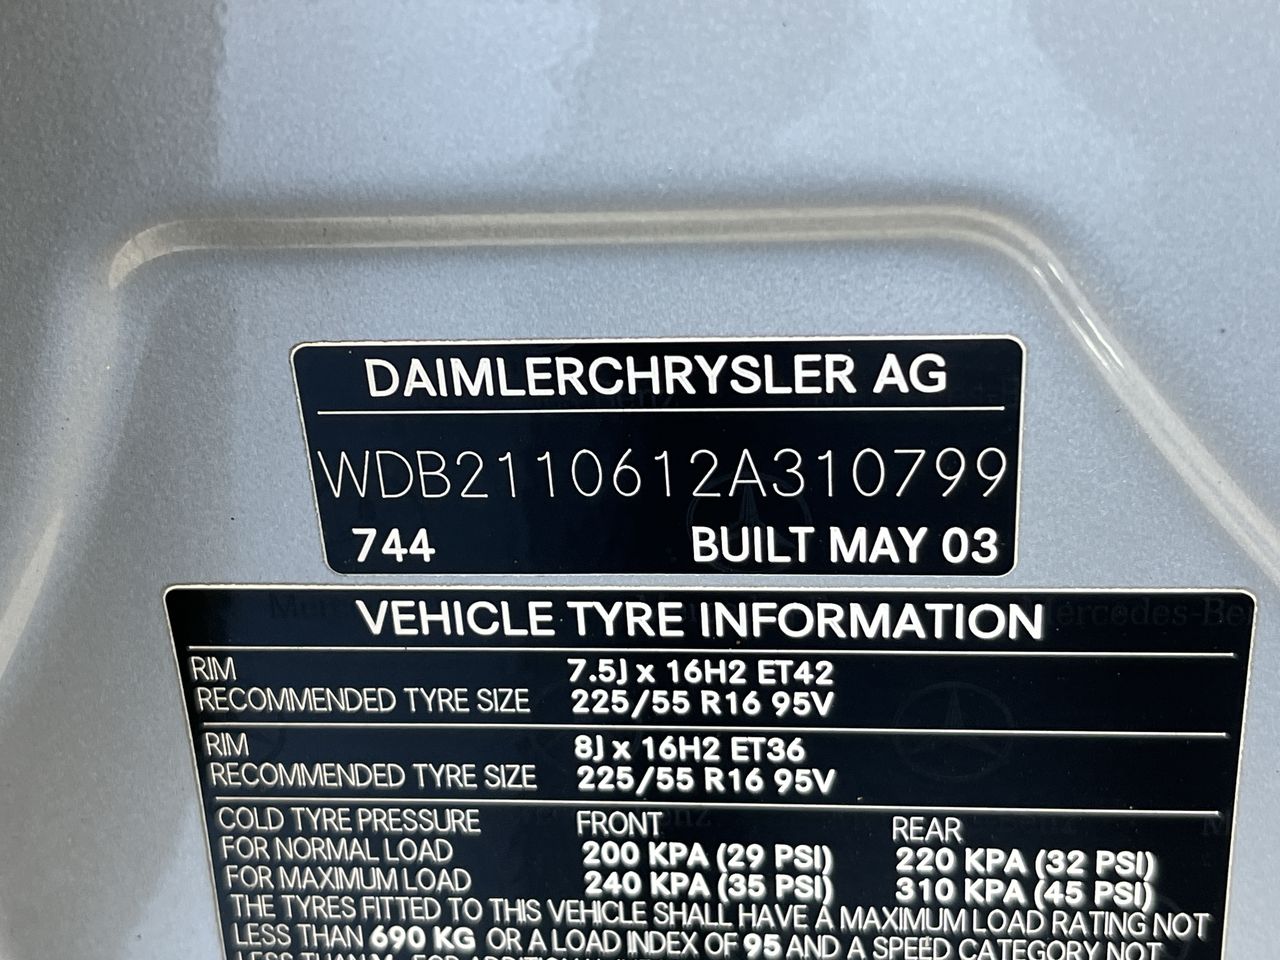 DAIMLERCHRYSLER AG
WDB2110612A310799
744 BUILT MAY 03
VEHICLE TYRE INFORMATION
RIM 7.5J x 16H2 ET42
RECOMMENDED TYRE SIZE 225/55 R16 95V
RIM 8J x 16H2 ET36
RECOMMENDED TYRE SIZE 225/55 R16 95V
COLD TYRE PRESSURE FRONT REAR
FOR NORMAL LOAD 200 KPA (29 PSI) 220 KPA (32 PSI)
FOR MAXIMUM LOAD 240 KPA (35 PSI) 310 KPA (45 PSI)
THE TYRES FITTED TO THIS VEHICLE SHALL HAVE A MAXIMUM LOAD RATING NOT
LESS THAN 690 KG OR A LOAD INDEX OF 95 AND A SPEED CATEGORY NOT